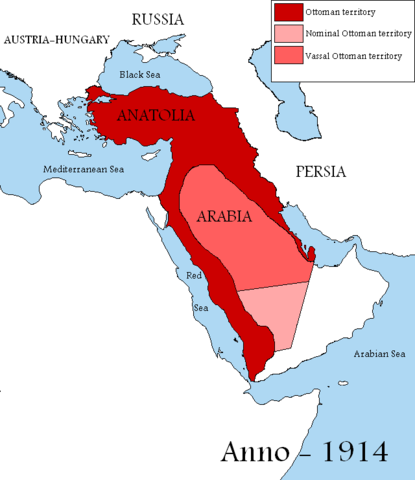 RUSSIA
Ottoman territory
Nominal Ottoman territory
Vassal Ottoman territory
AUSTRIA-HUNGARY
Black Sea
ANATOLIA
Mediterranean Sea
PERSIA
ARABIA
Red
Sea
Arabian Sea
Anno - 1914